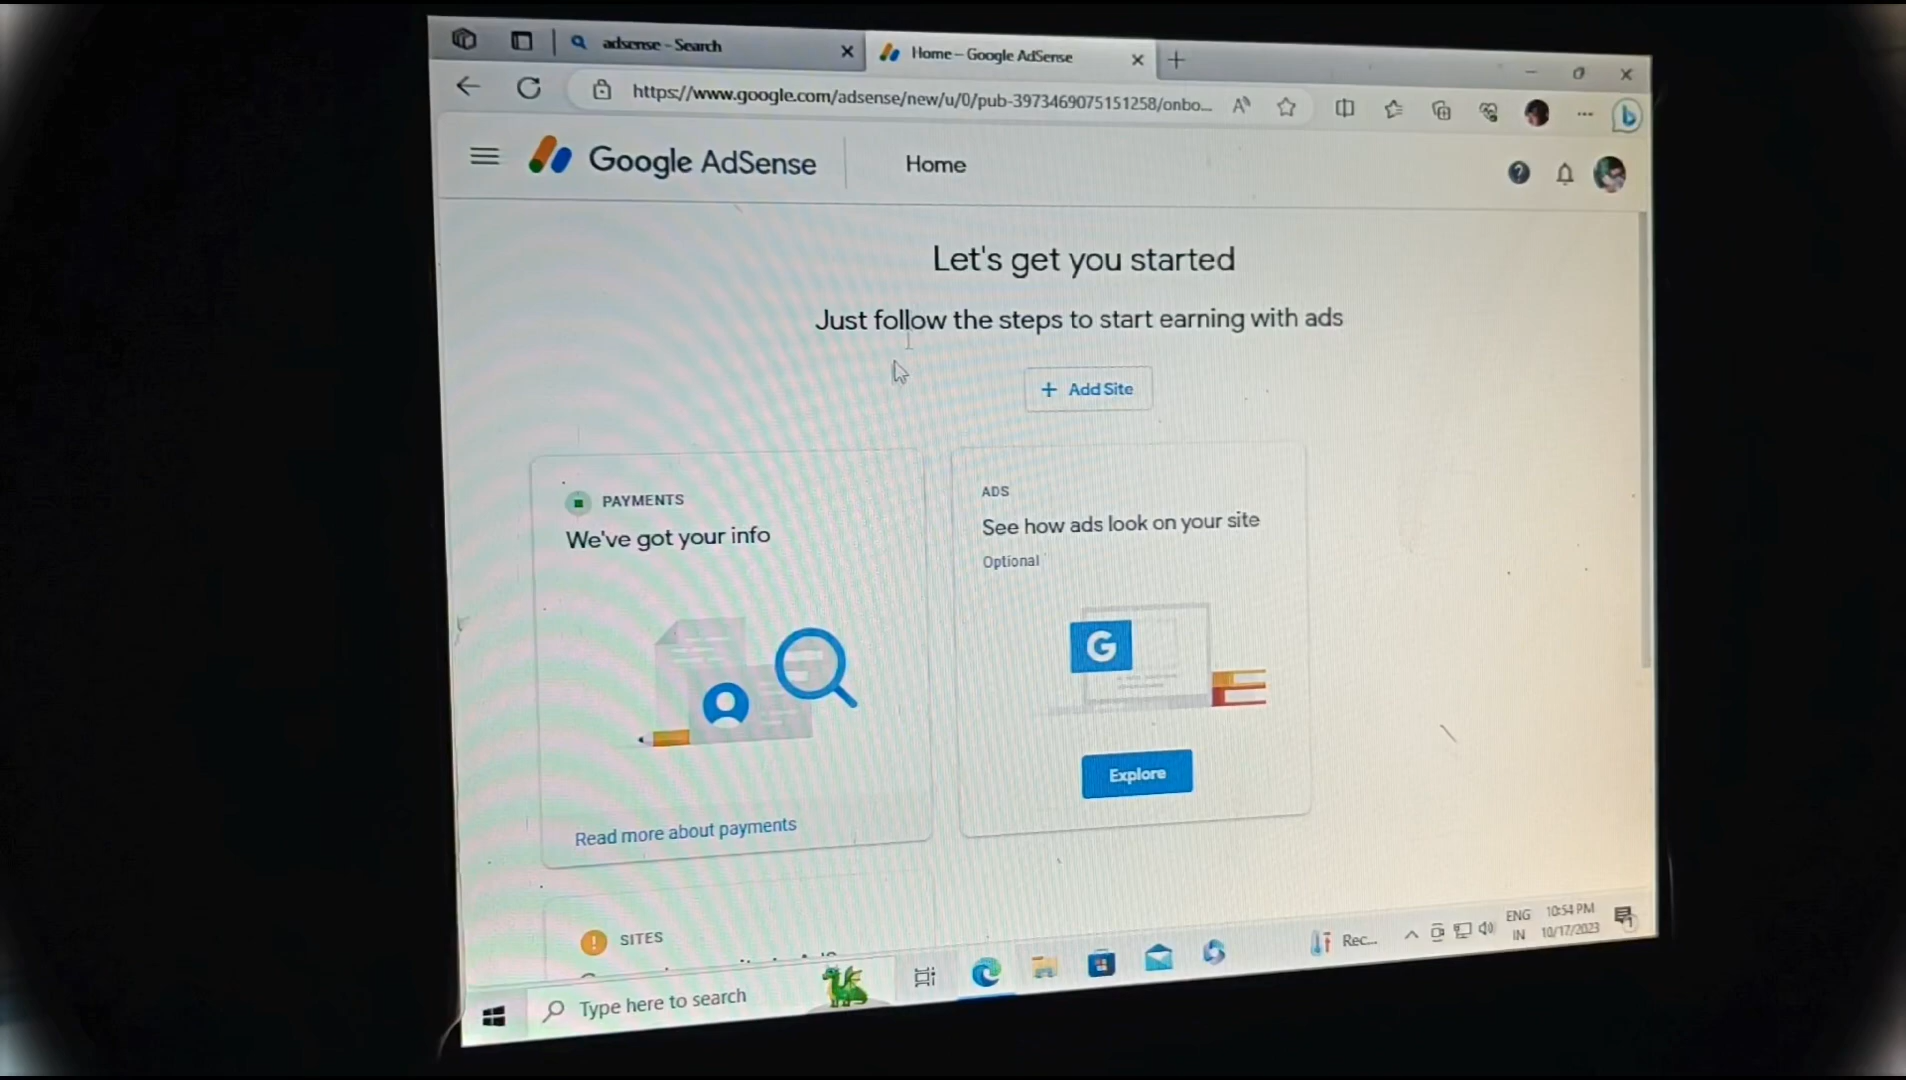 adsense - Search
Home – Google AdSense
https://www.google.com/adsense/new/u/0/pub-3973469075151258/onbo...
Google AdSense
Home
Let's get you started
Just follow the steps to start earning with ads
+ Add Site
PAYMENTS
We've got your info
Read more about payments
ADS
See how ads look on your site
Optional
G
Explore
SITES
Type here to search
Rec...
ENG
IN
10:54 PM
10/17/2023
1